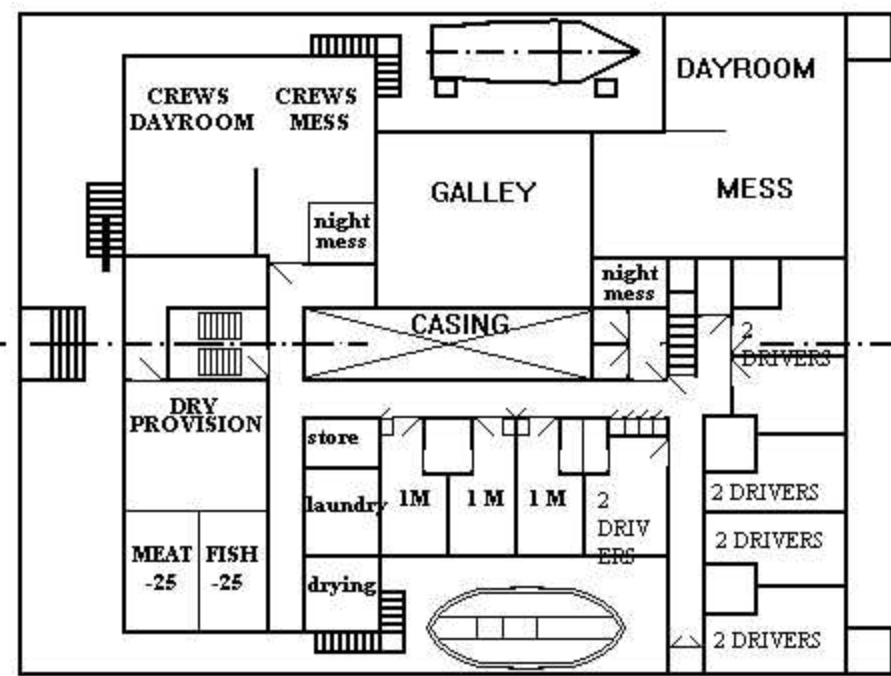 CREWS
DAYROOM
CREWS
MESS
DAYROOM
GALLEY
MESS
night
mess
night
mess
CASING
2
DRIVERS
DRY
PROVISION
store
laundry
1M
1 M
1 M
2
DRIV
ERS
2 DRIVERS
2 DRIVERS
MEAT
-25
FISH
-25
drying
2 DRIVERS